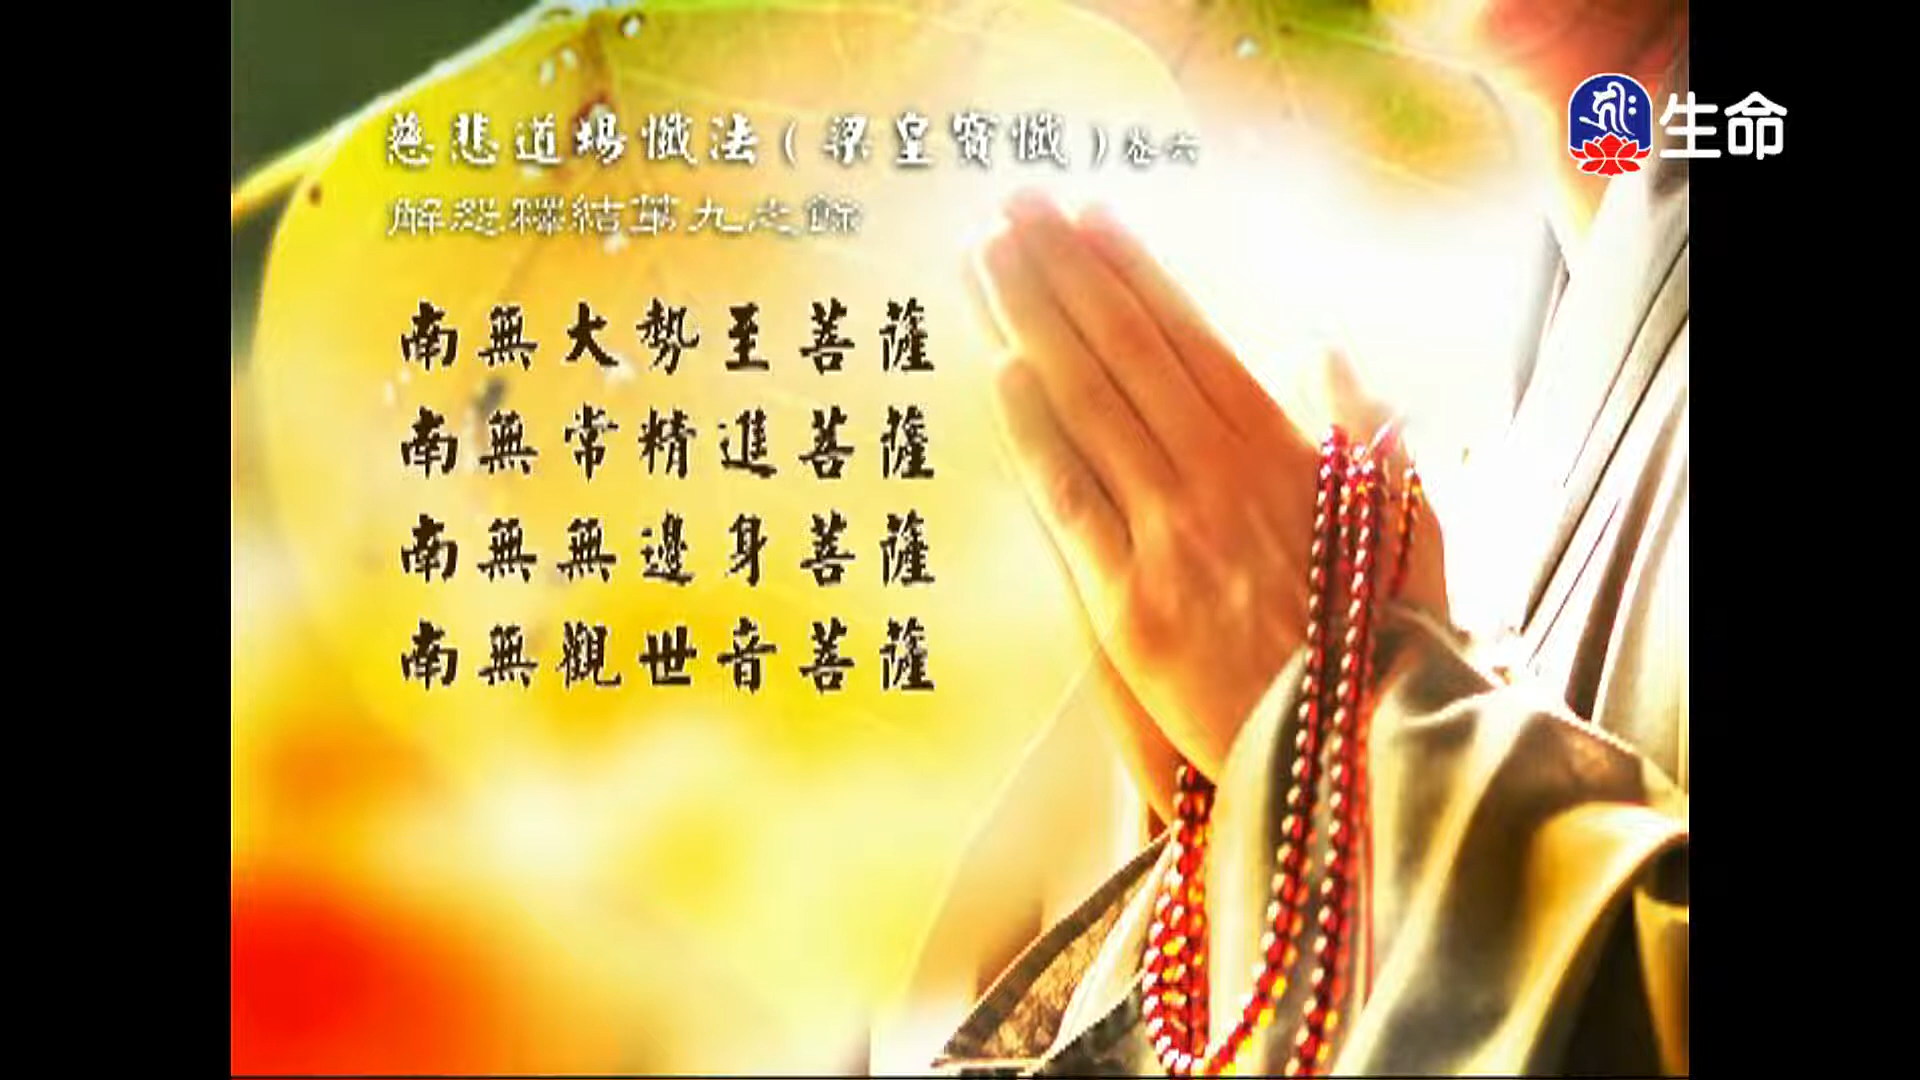 慈悲道場懺法(梁皇寶懺)卷六
解怨釋結第九之餘
南無大勢至菩薩
南無常精進菩薩
南無無邊身菩薩
南無觀世音菩薩
生命